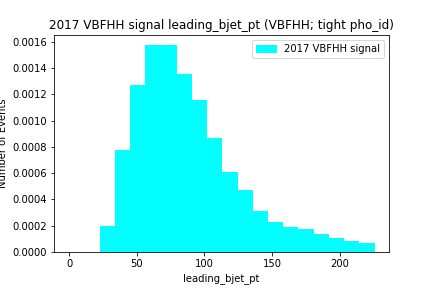 2017 VBFHH signal leading_bjet_pt (VBFHH; tight pho_id)
2017 VBFHH signal
0.0016
0.0014
0.0012
0.0010
0.0008
0.0006
0.0004
0.0002
0.0000
Number of Events
0 50 100 150 200
leading_bjet_pt